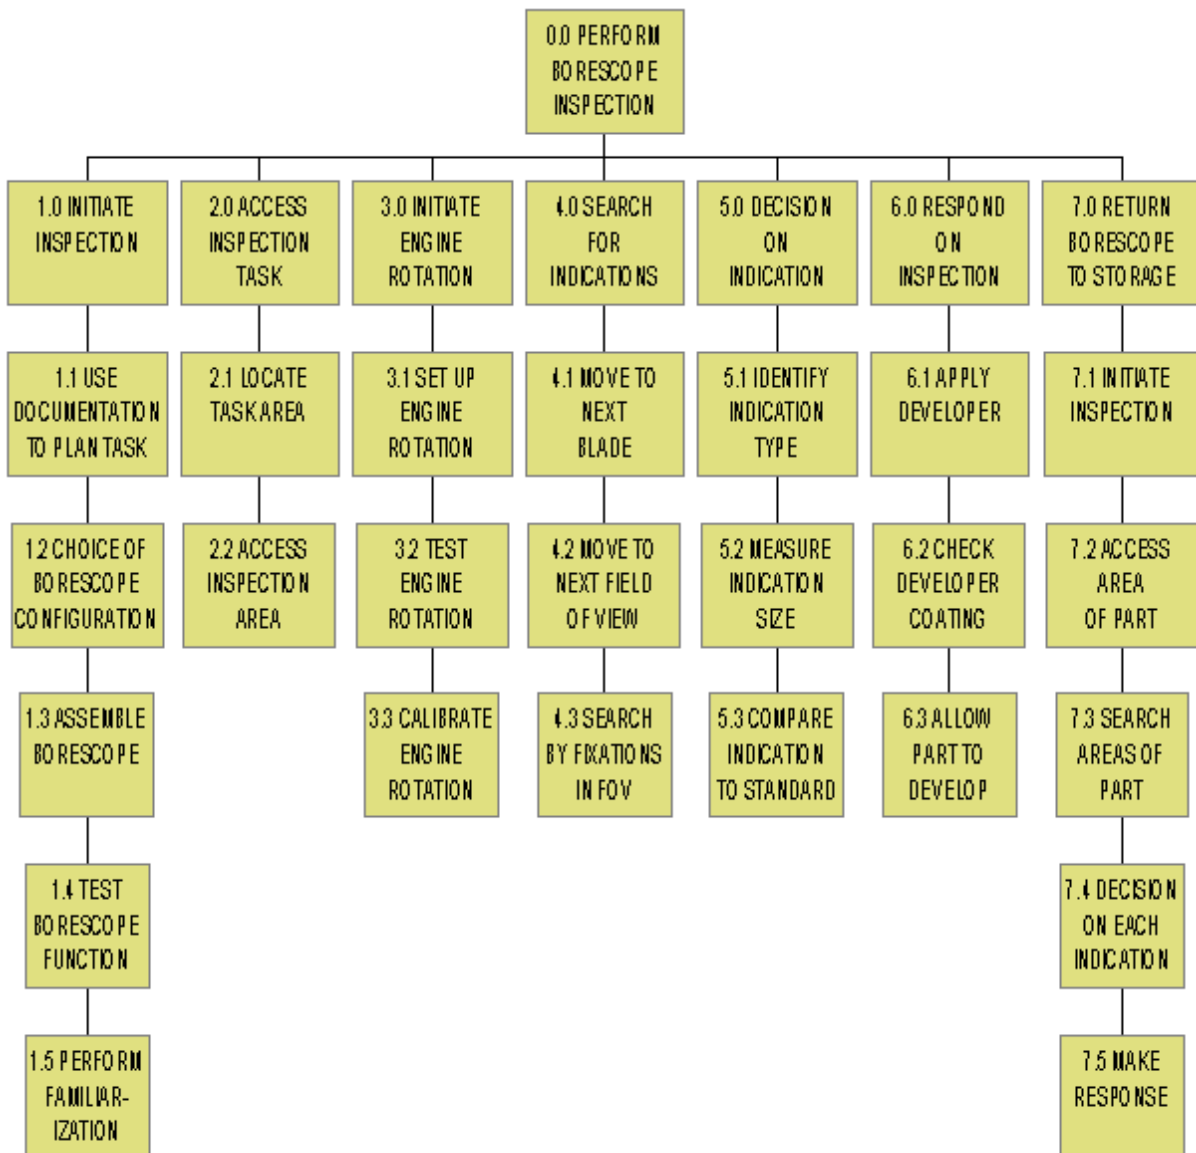 0.0 PERFORM
BORESCOPE
INSPECTION
1.0 INITIATE
INSPECTION
2.0 ACCESS
INSPECTION
TASK
3.0 INITIATE
ENGINE
ROTATION
4.0 SEARCH
FOR
INDICATIONS
5.0 DECISION
ON
INDICATION
6.0 RESPOND
ON
INSPECTION
7.0 RETURN
BORESCOPE
TO STORAGE
1.1 USE
DOCUMENTATION
TO PLAN TASK
2.1 LOCATE
TASK AREA
3.1 SET UP
ENGINE
ROTATION
4.1 MOVE TO
NEXT
BLADE
5.1 IDENTIFY
INDICATION
TYPE
6.1 APPLY
DEVELOPER
7.1 INITIATE
INSPECTION
1.2 CHOICE OF
BORESCOPE
CONFIGURATION
2.2 ACCESS
INSPECTION
AREA
3.2 TEST
ENGINE
ROTATION
4.2 MOVE TO
NEXT FIELD
OF VIEW
5.2 MEASURE
INDICATION
SIZE
6.2 CHECK
DEVELOPER
COATING
7.2 ACCESS
AREA
OF PART
1.3 ASSEMBLE
BORESCOPE
3.3 CALIBRATE
ENGINE
ROTATION
4.3 SEARCH
BY FIXATIONS
IN FOV
5.3 COMPARE
INDICATION
TO STANDARD
6.3 ALLOW
PART TO
DEVELOP
7.3 SEARCH
AREAS OF
PART
1.4 TEST
BORESCOPE
FUNCTION
7.4 DECISION
ON EACH
INDICATION
1.5 PERFORM
FAMILIAR-
IZATION
7.5 MAKE
RESPONSE